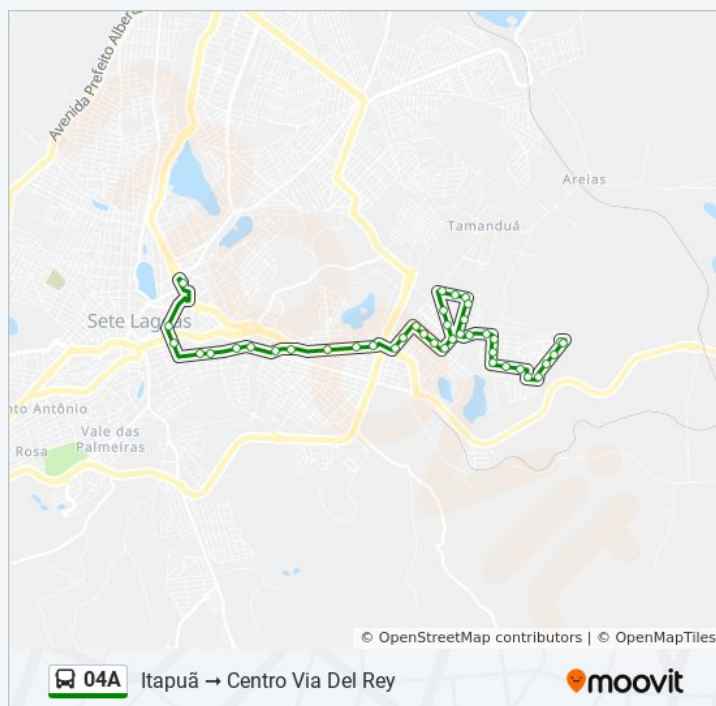 Avenida Prefeito Alberg
Areias
Tamanduá
Sete Lagoas
nto Antônio
Vale das
Palmeiras
Rosa
© OpenStreetMap contributors | © OpenMapTiles
04A Itapuã → Centro Via Del Rey
moovit